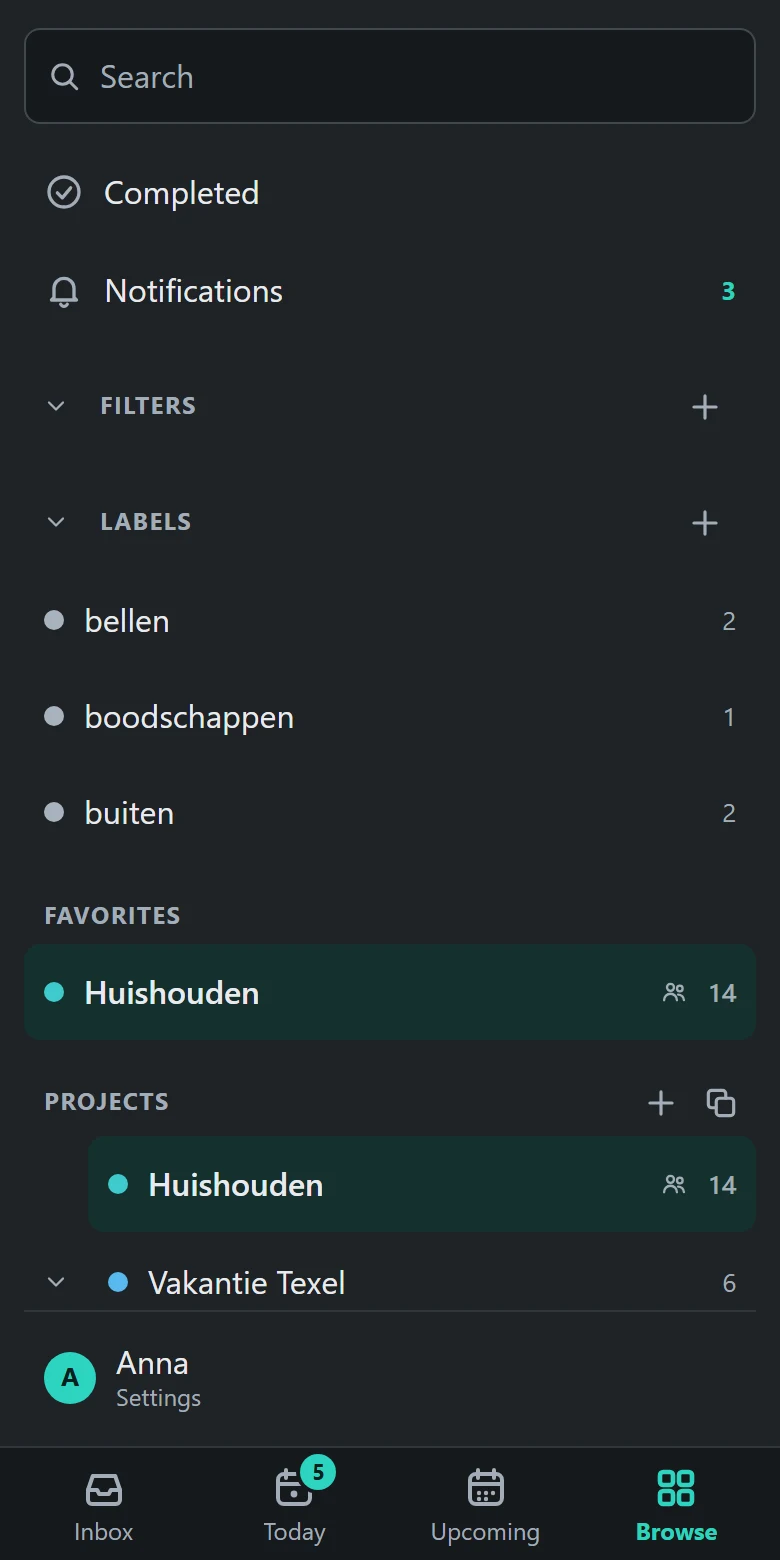 Search
Completed
Notifications 3
FILTERS
LABELS
bellen 2
boodschappen 1
buiten 2
FAVORITES
Huishouden 14
PROJECTS
Huishouden 14
Vakantie Texel 6
A
Anna
Settings
5
Inbox Today Upcoming Browse